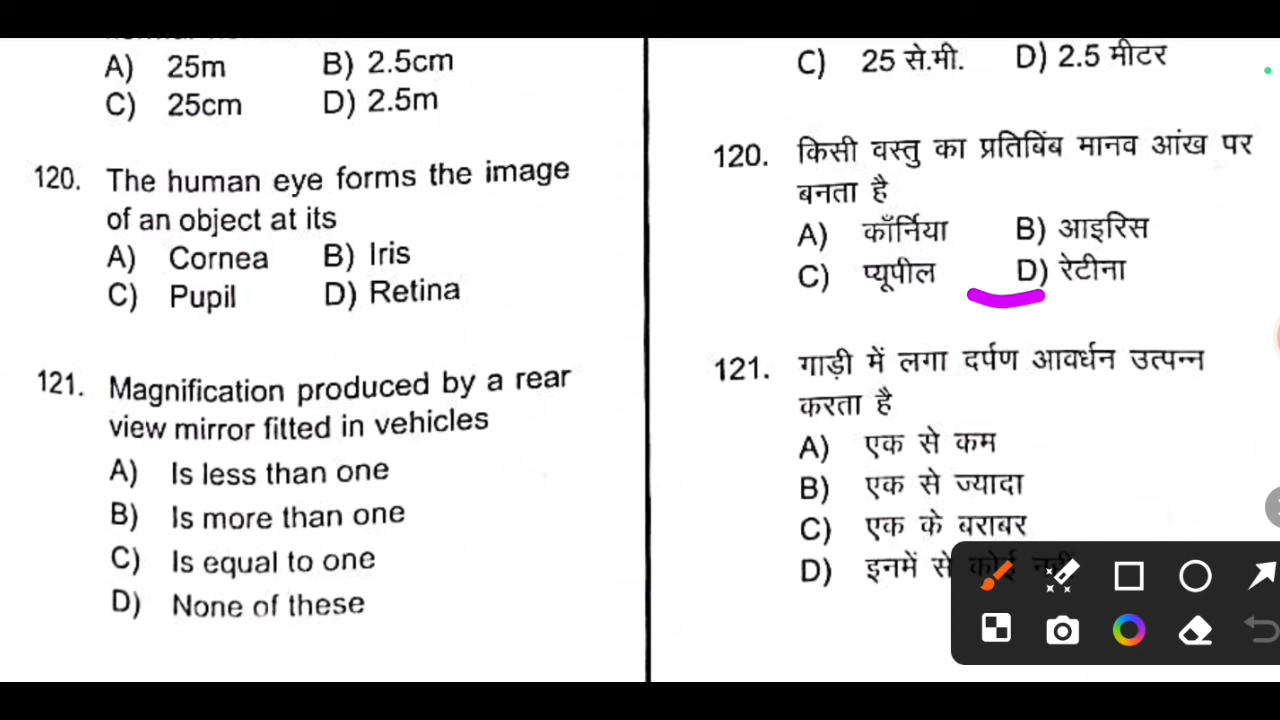 A) 25m B) 2.5cm
C) 25cm D) 2.5m
120. The human eye forms the image
of an object at its
A) Cornea B) Iris
C) Pupil D) Retina
121. Magnification produced by a rear
view mirror fitted in vehicles
A) Is less than one
B) Is more than one
C) Is equal to one
D) None of these
C) 25 से.मी. D) 2.5 मीटर
120. किसी वस्तु का प्रतिबिंब मानव आंख पर
बनता है
A) कॉर्निया B) आइरिस
C) प्यूपील D) रेटीना
121. गाड़ी में लगा दर्पण आवर्धन उत्पन्न
करता है
A) एक से कम
B) एक से ज्यादा
C) एक के बराबर
D) इनमें से कोई नहीं